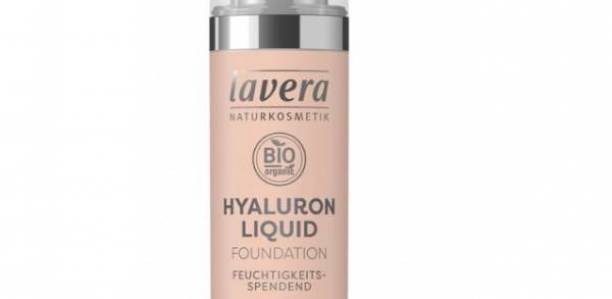 lavera
NATURKOSMETIK
BIO
organic
HYALURON
LIQUID
FOUNDATION
FEUCHTIGKEITS-
SPENDEND